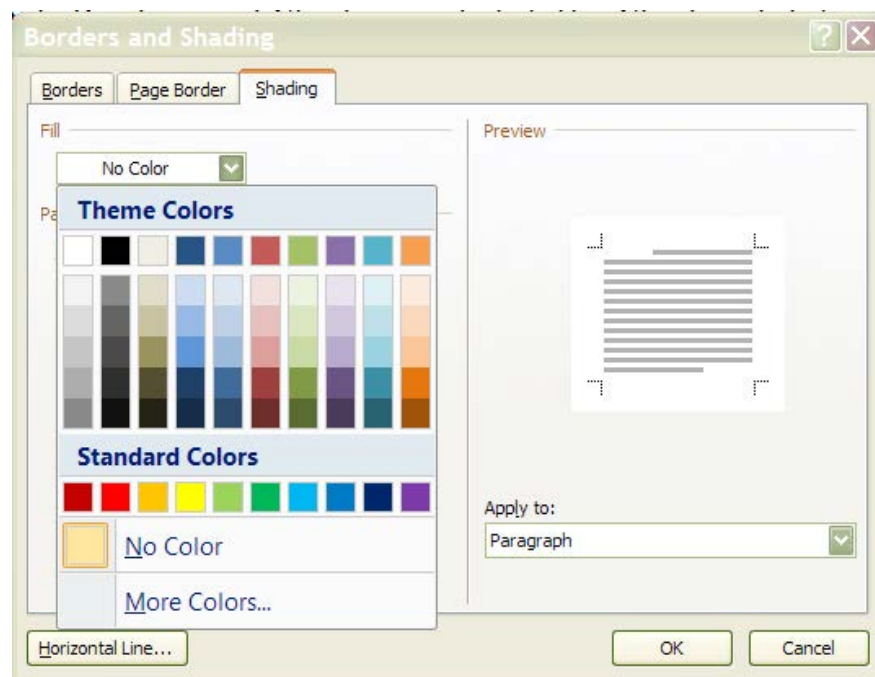 Borders and Shading
Borders Page Border Shading
Fill
Preview
No Color
Pa
Theme Colors
Standard Colors
No Color
More Colors...
Apply to:
Paragraph
Horizontal Line...
OK
Cancel